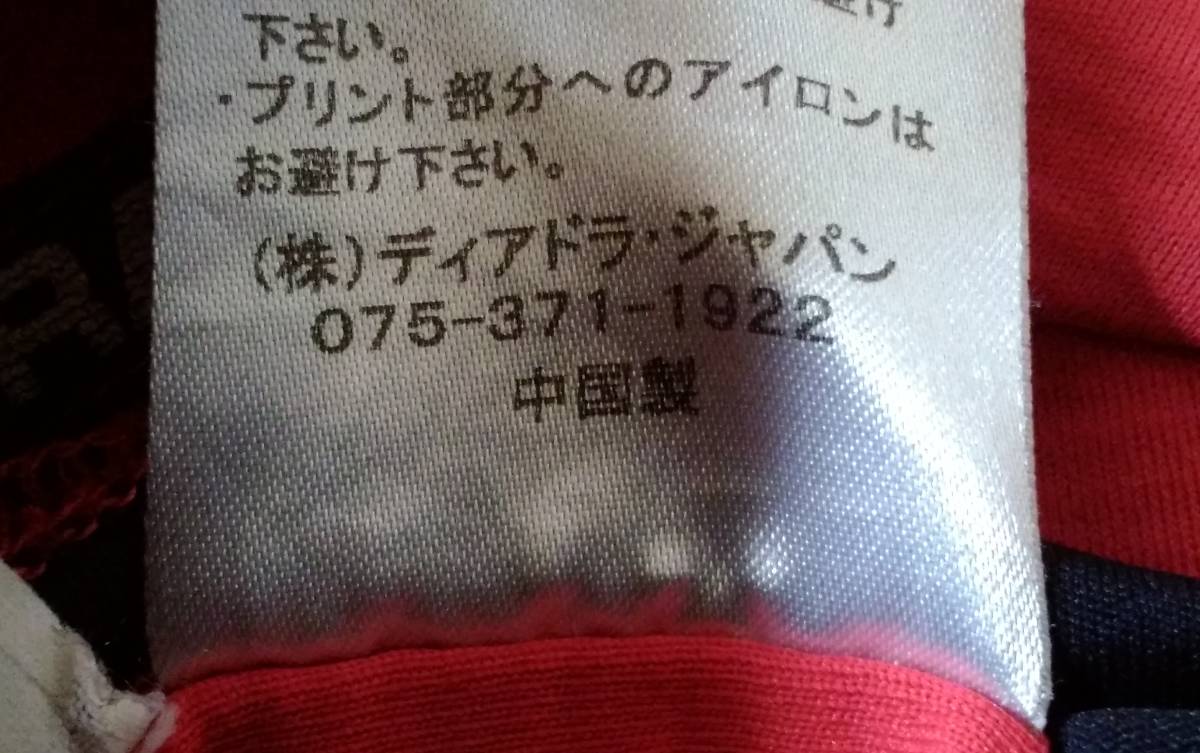 避け
下さい。
・プリント部分へのアイロンは
お避け下さい。
(株)ディアドラ・ジャパン
075-371-1922
中国製